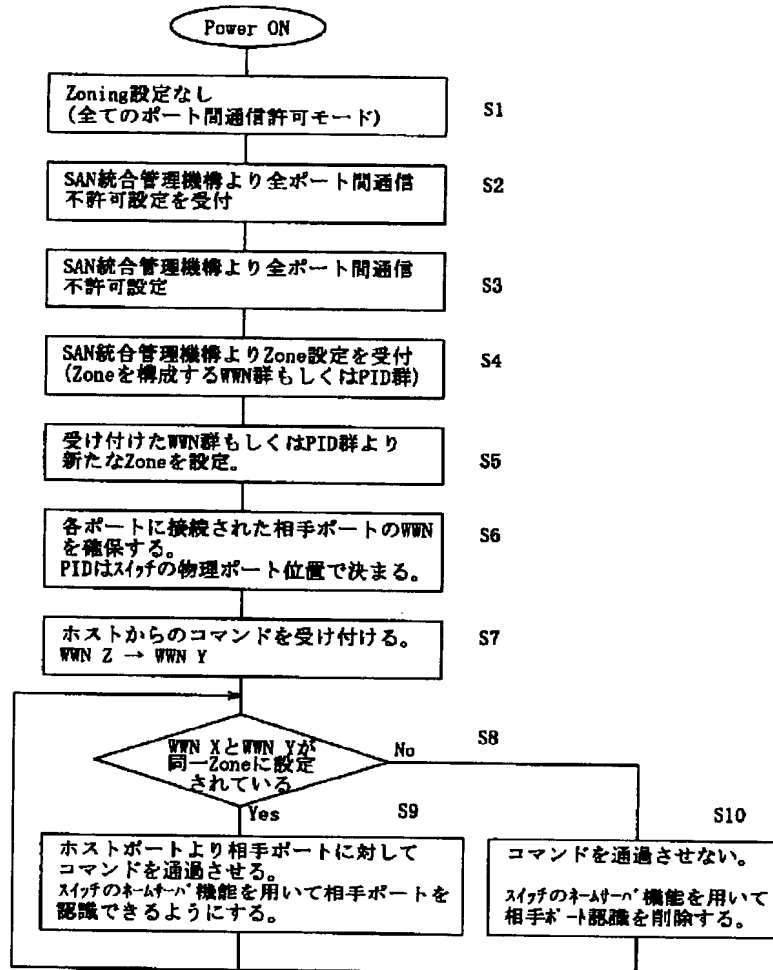 Power ON
Zoning設定なし
(全てのポート間通信許可モード)
S1
SAN統合管理機構より全ポート間通信
不許可設定を受付
S2
SAN統合管理機構より全ポート間通信
不許可設定
S3
SAN統合管理機構よりZone設定を受付
(Zoneを構成するWWN群もしくはPID群)
S4
受け付けたWWN群もしくはPID群より
新たなZoneを設定。
S5
各ポートに接続された相手ポートのWWN
を確保する。
PIDはスイッチの物理ポート位置で決まる。
S6
ホストからのコマンドを受け付ける。
WWN Z → WWN Y
S7
WWN XとWWN Yが
同一Zoneに設定
されている
No
S8
Yes
S9
ホストポートより相手ポートに対して
コマンドを通過させる。
スイッチのネームサーバ機能を用いて相手ポートを
認識できるようにする。
S10
コマンドを通過させない。
スイッチのネームサーバ機能を用いて
相手ポート認識を削除する。